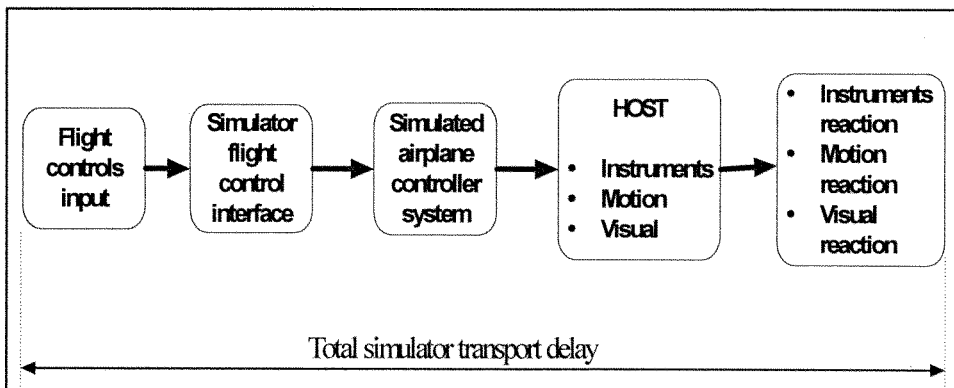 Flight
controls
input
Simulator
flight
control
interface
Simulated
airplane
controller
system
HOST
• Instruments
• Motion
• Visual
• Instruments
reaction
• Motion
reaction
• Visual
reaction
Total simulator transport delay